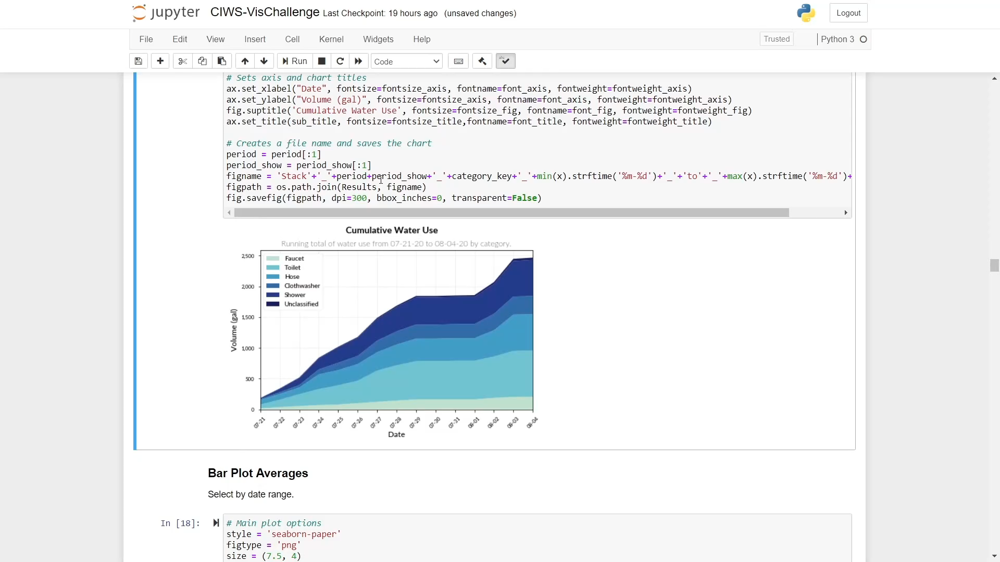 jupyter CIWS-VisChallenge Last Checkpoint: 19 hours ago (unsaved changes) Logout
File Edit View Insert Cell Kernel Widgets Help Trusted Python 3
Run Code abc
# Sets axis and chart titles
ax.set_xlabel("Date", fontsize=fontsize_axis, fontname=font_axis, fontweight=fontweight_axis)
ax.set_ylabel("Volume (gal)", fontsize=fontsize_axis, fontname=font_axis, fontweight=fontweight_axis)
fig.suptitle('Cumulative Water Use', fontsize=fontsize_fig, fontname=font_fig, fontweight=fontweight_fig)
ax.set_title(sub_title, fontsize=fontsize_title,fontname=font_title, fontweight=fontweight_title)
# Creates a file name and saves the chart
period = period[:1]
period_show = period_show[:1]
figname = 'Stack'+'_'+period+period_show+'_'+category_key+'_'+min(x).strftime('%m-%d')+'_'+'to'+'_'+max(x).strftime('%m-%d')+
figpath = os.path.join(Results, figname)
fig.savefig(figpath, dpi=300, bbox_inches=0, transparent=False)
Cumulative Water Use
Running total of water use from 07-21-20 to 08-04-20 by category.
2,500
2,000
1,500
1,000
500
0
Volume (gal)
Faucet
Toilet
Hose
Clothwasher
Shower
Unclassified
07-21 07-22 07-23 07-24 07-25 07-26 07-27 07-28 07-29 07-30 07-31 08-01 08-02 08-03 08-04
Date
Bar Plot Averages
Select by date range.
In [18]: # Main plot options
style = 'seaborn-paper'
figtype = 'png'
size = (7.5, 4)